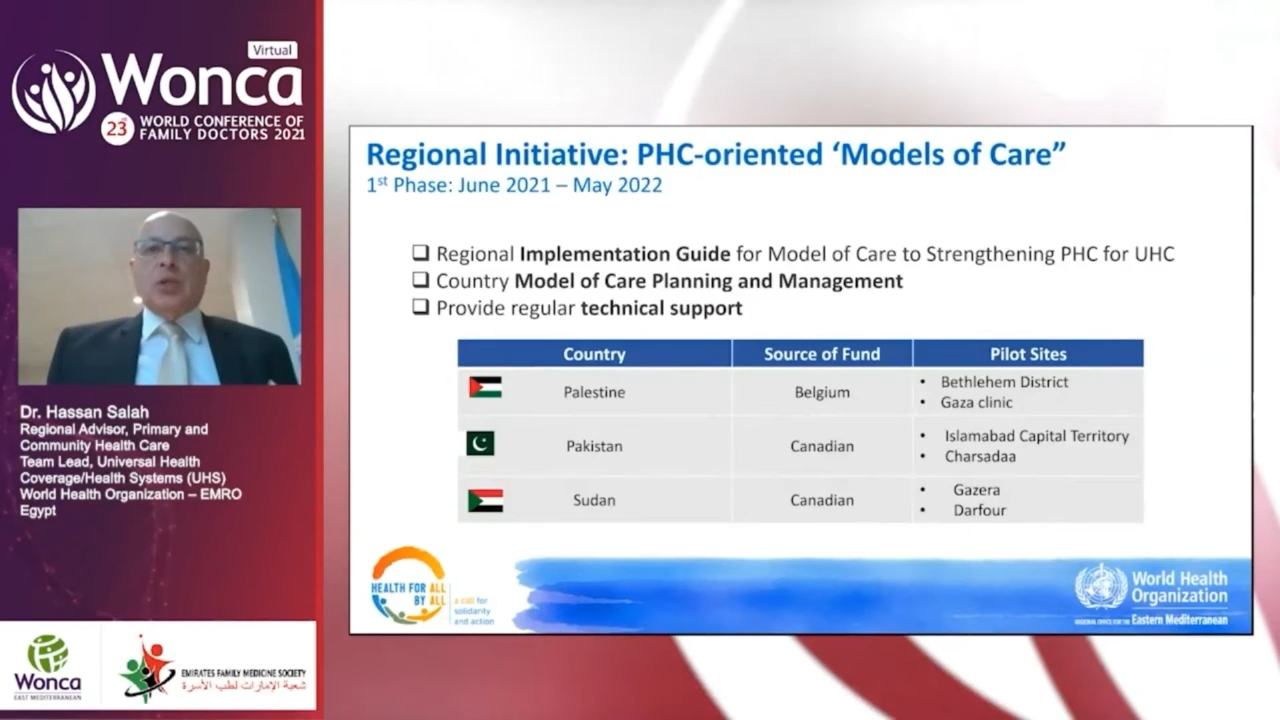 Virtual
Wonca
23rd
WORLD CONFERENCE OF
FAMILY DOCTORS 2021
Dr. Hassan Salah
Regional Advisor, Primary and
Community Health Care
Team Lead, Universal Health
Coverage/Health Systems (UHS)
World Health Organization – EMRO
Egypt
Wonca
EAST MEDITERRANEAN
EMIRATES FAMILY MEDICINE SOCIETY
شعبة الإمارات لطب الأسرة
Regional Initiative: PHC-oriented ‘Models of Care”
1st Phase: June 2021 – May 2022
❑ Regional Implementation Guide for Model of Care to Strengthening PHC for UHC
❑ Country Model of Care Planning and Management
❑ Provide regular technical support
Country Source of Fund Pilot Sites
Palestine Belgium • Bethlehem District
• Gaza clinic
Pakistan Canadian • Islamabad Capital Territory
• Charsadaa
Sudan Canadian • Gazera
• Darfour
HEALTH FOR ALL
BY ALL
a call for
solidarity
and action
World Health
Organization
REGIONAL OFFICE FOR THE Eastern Mediterranean